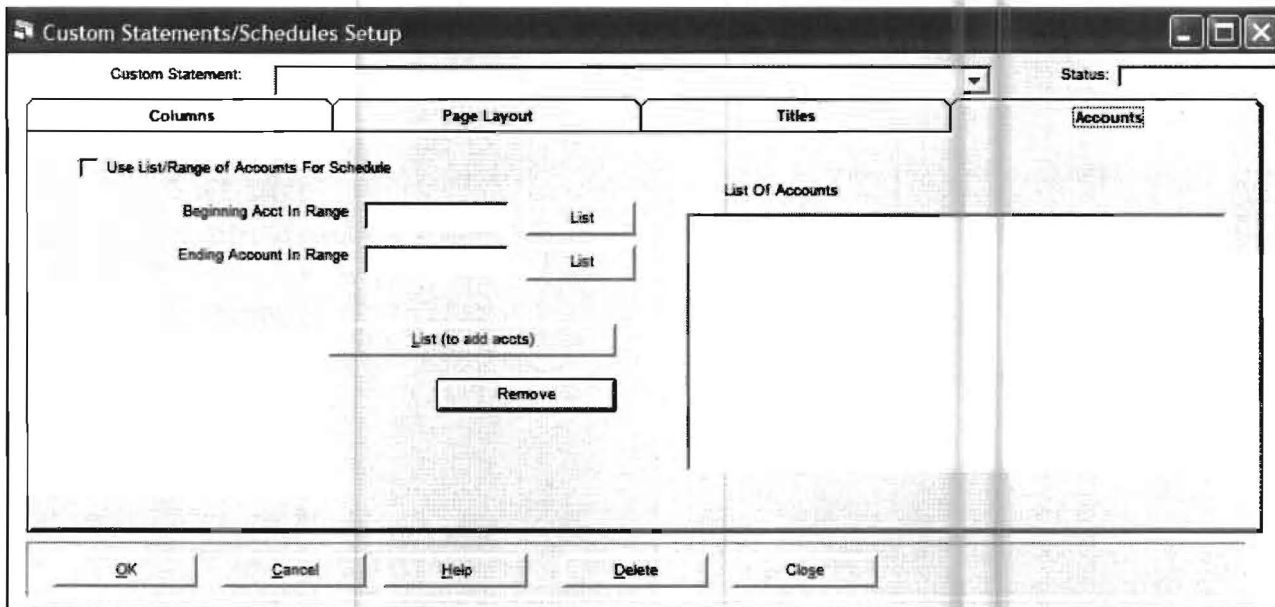 Custom Statements/Schedules Setup
Custom Statement:
Status:
Columns
Page Layout
Titles
Accounts
Use List/Range of Accounts For Schedule
List Of Accounts
Beginning Acct In Range
List
Ending Account In Range
List
List (to add accts)
Remove
OK
Cancel
Help
Delete
Close